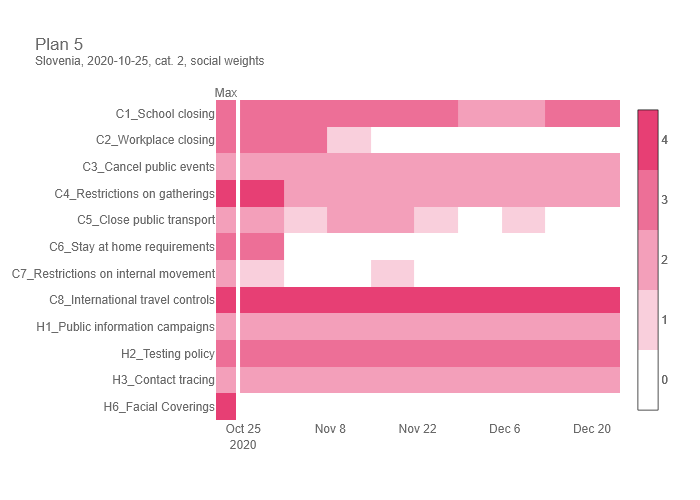 Plan 5
Slovenia, 2020-10-25, cat. 2, social weights
Max
C1_School closing
C2_Workplace closing
C3_Cancel public events
C4_Restrictions on gatherings
C5_Close public transport
C6_Stay at home requirements
C7_Restrictions on internal movement
C8_International travel controls
H1_Public information campaigns
H2_Testing policy
H3_Contact tracing
H6_Facial Coverings
4
3
2
1
0
Oct 25 Nov 8 Nov 22 Dec 6 Dec 20
2020